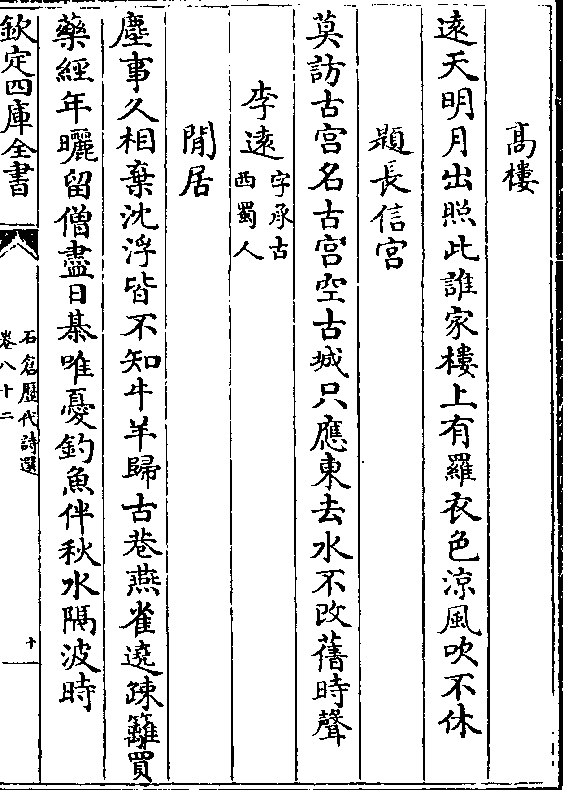 高樓
遠天明月出照此誰家樓上有羅衣色涼風吹不休
題長信宮
莫訪古宮名古宮空古城只應東去水不改舊時聲
李遠字承古西蜀人
閒居
塵事久相棄沈浮皆不知牛羊歸古巷燕雀遶疎籬買
藥經年曬留僧盡日棊唯憂釣魚伴秋水隔波時
欽定四庫全書
石倉歷代詩選
卷八十二
十